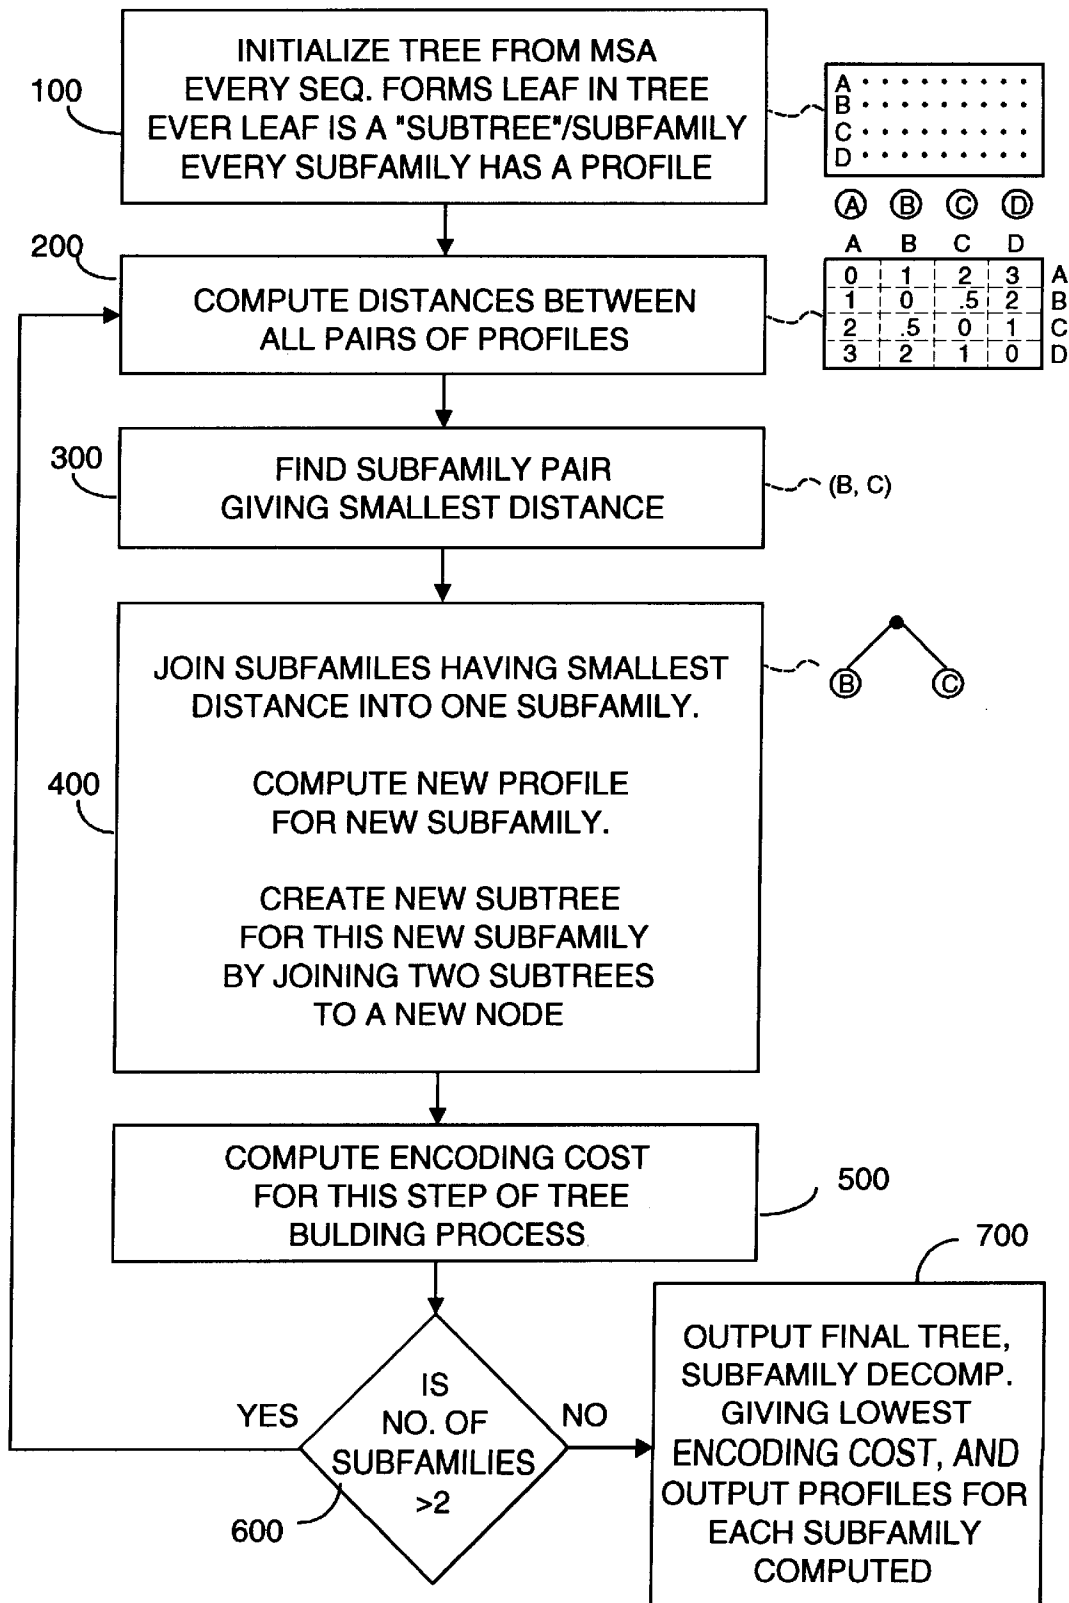 INITIALIZE TREE FROM MSA
EVERY SEQ. FORMS LEAF IN TREE
EVER LEAF IS A "SUBTREE"/SUBFAMILY
EVERY SUBFAMILY HAS A PROFILE
100
A
B
C
D
A B C D
200
COMPUTE DISTANCES BETWEEN
ALL PAIRS OF PROFILES
A B C D
0 1 2 3 A
1 0 .5 2 B
2 .5 0 1 C
3 2 1 0 D
300
FIND SUBFAMILY PAIR
GIVING SMALLEST DISTANCE
(B, C)
400
JOIN SUBFAMILES HAVING SMALLEST
DISTANCE INTO ONE SUBFAMILY.
COMPUTE NEW PROFILE
FOR NEW SUBFAMILY.
CREATE NEW SUBTREE
FOR THIS NEW SUBFAMILY
BY JOINING TWO SUBTREES
TO A NEW NODE
B C
COMPUTE ENCODING COST
FOR THIS STEP OF TREE
BULDING PROCESS
500
IS
NO. OF
SUBFAMILIES
>2
YES
NO
600
700
OUTPUT FINAL TREE,
SUBFAMILY DECOMP.
GIVING LOWEST
ENCODING COST, AND
OUTPUT PROFILES FOR
EACH SUBFAMILY
COMPUTED